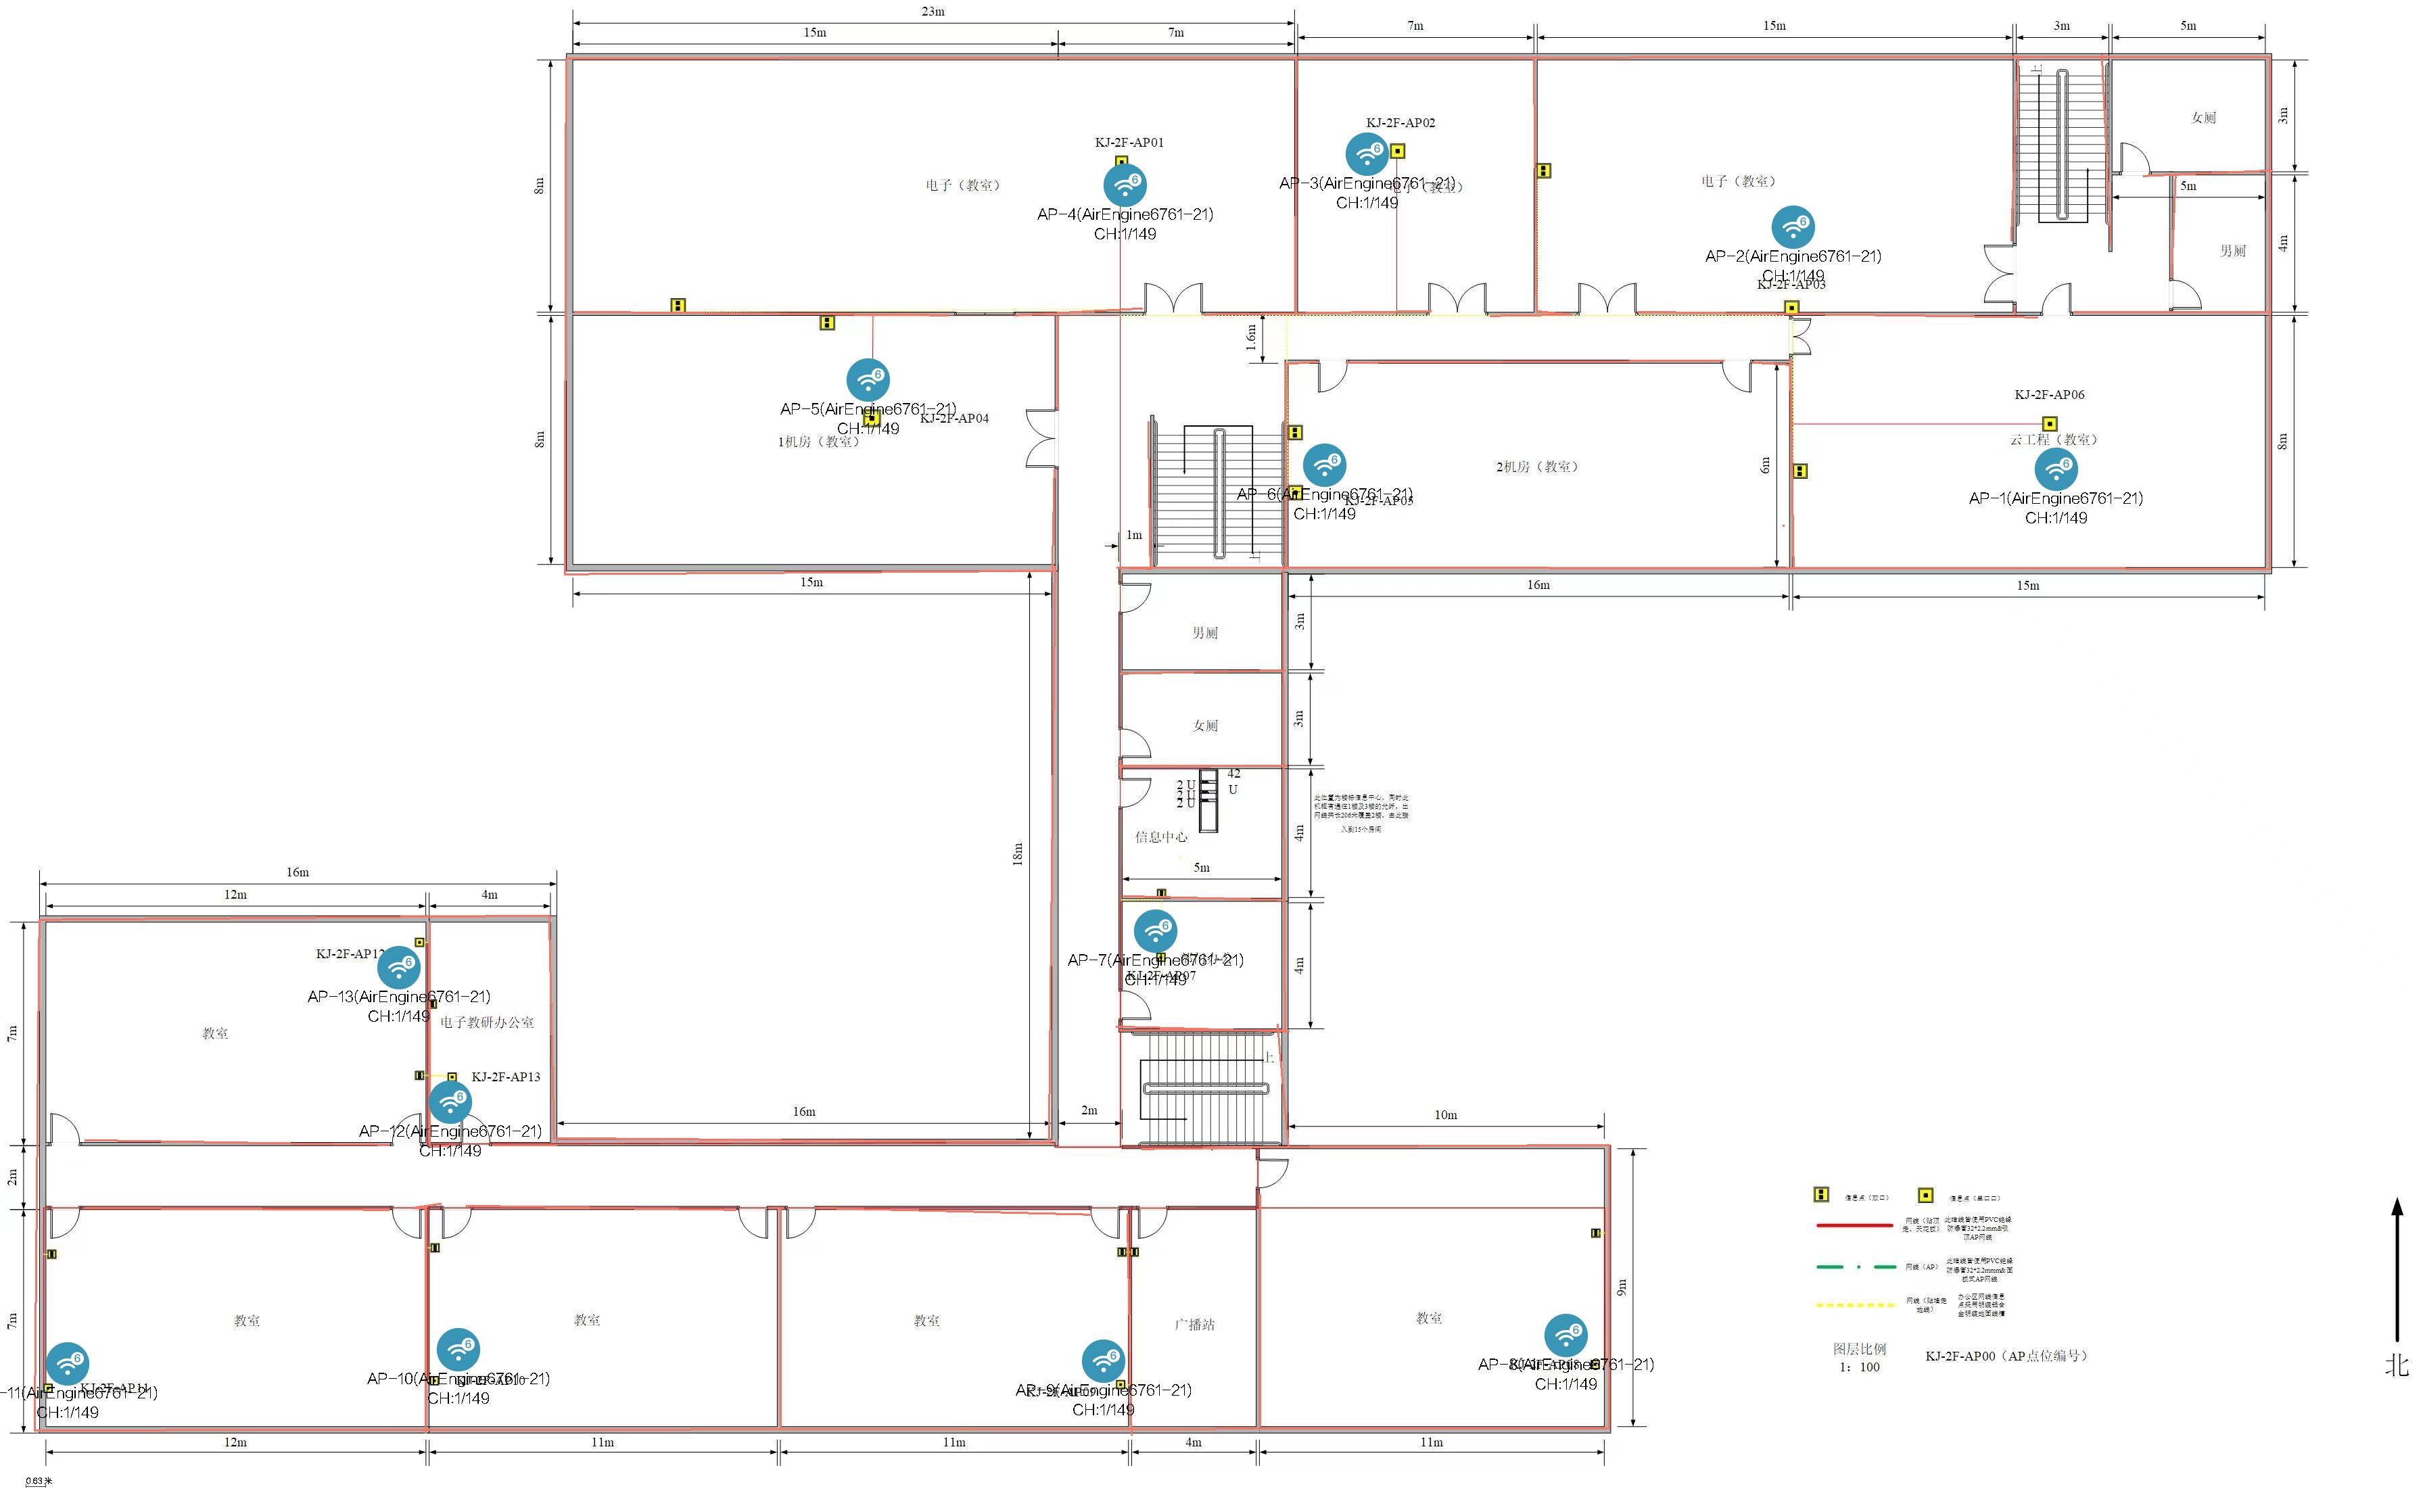 23m
15m
7m
7m
15m
3m
5m
8m
KJ-2F-AP01
电子（教室）
AP-4(AirEngine6761-21)
CH:1/149
KJ-2F-AP02
AP-3(AirEngine6761-21)
CH:1/149
电子（教室）
AP-2(AirEngine6761-21)
CH:1/149
KJ-2F-AP03
上
女厕
3m
5m
男厕
4m
1.6m
8m
AP-5(AirEngine6761-21)
KJ-2F-AP04
CH:1/149
1机房（教室）
AP-6(AirEngine6761-21)
KJ-2F-AP05
CH:1/149
2机房（教室）
6m
KJ-2F-AP06
云工程（教室）
AP-1(AirEngine6761-21)
CH:1/149
8m
1m
上
15m
16m
15m
男厕
3m
女厕
3m
42
U
2 U
2 U
2 U
信息中心
5m
4m
18m
AP-7(AirEngine6761-21)
KJ-2F-AP07
CH:1/149
4m
上
16m
12m
4m
7m
KJ-2F-AP12
AP-13(AirEngine6761-21)
CH:1/149
教室
电子教研办公室
KJ-2F-AP13
AP-12(AirEngine6761-21)
CH:1/149
16m
2m
10m
2m
7m
教室
教室
教室
广播站
教室
9m
-11(AirEngine6761-21)
KJ-2F-AP11
CH:1/149
AP-10(AirEngine6761-21)
KJ-2F-AP10
CH:1/149
AP-9(AirEngine6761-21)
KJ-2F-AP09
CH:1/149
AP-8(AirEngine6761-21)
KJ-2F-AP08
CH:1/149
12m
11m
11m
4m
11m
0.63米
信息点（双口）
信息点（单口口）
网线（AP）
图层比例
1：100
KJ-2F-AP00（AP点位编号）
北